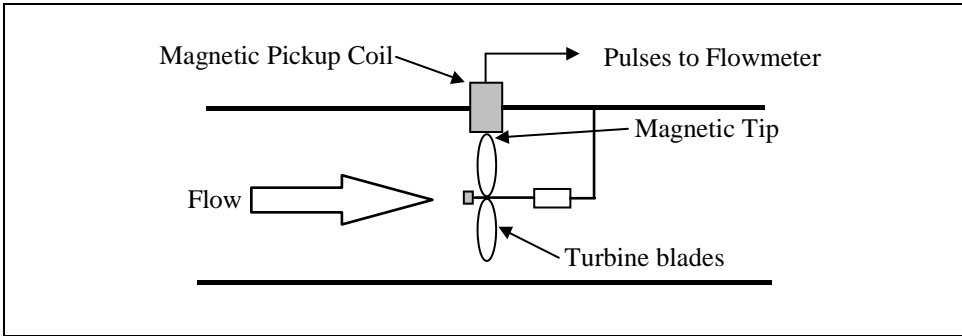 Magnetic Pickup Coil
Pulses to Flowmeter
Magnetic Tip
Flow
Turbine blades